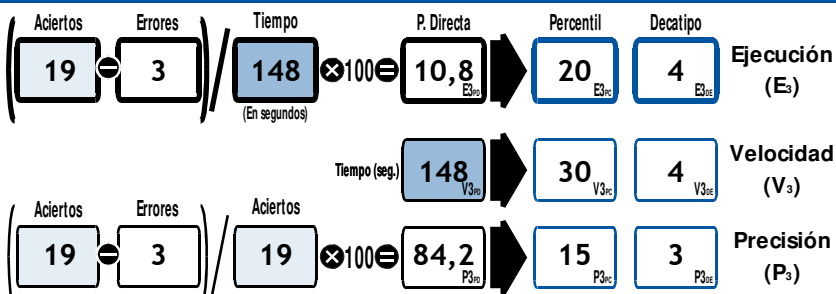 Aciertos Errores Tiempo P. Directa Percentil Decatipo
( 19 − 3 ) / 148 ×100= 10,8 E3PD 20 E3PC 4 E3DE Ejecución (E₃)
(En segundos)
Tiempo (seg.) 148 V3PD 30 V3PC 4 V3DE Velocidad (V₃)
Aciertos Errores Aciertos
( 19 − 3 ) / 19 ×100= 84,2 P3PD 15 P3PC 3 P3DE Precisión (P₃)